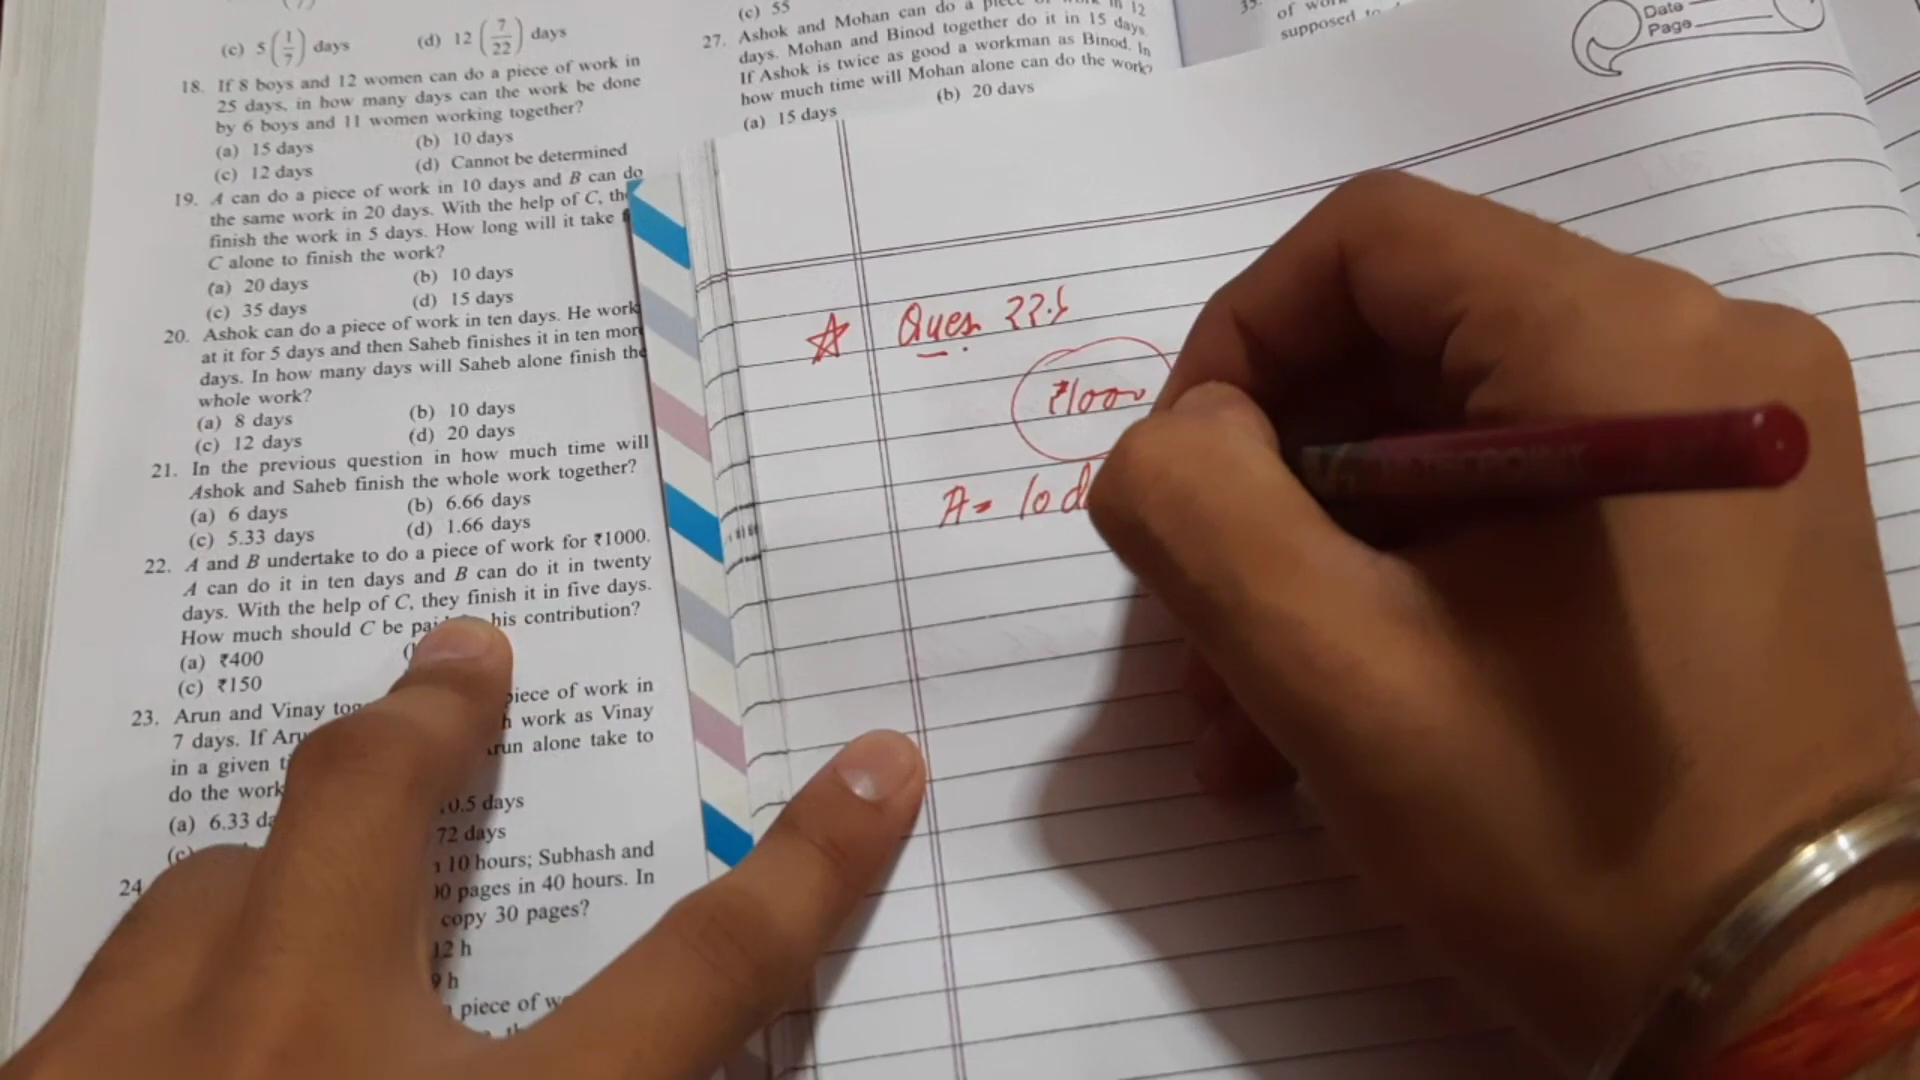 (c) 5 (1/7) days (d) 12 (7/22) days
18. If 8 boys and 12 women can do a piece of work in
25 days, in how many days can the work be done
by 6 boys and 11 women working together?
(a) 15 days (b) 10 days
(c) 12 days (d) Cannot be determined
19. A can do a piece of work in 10 days and B can do
the same work in 20 days. With the help of C, the
finish the work in 5 days. How long will it take
C alone to finish the work?
(a) 20 days (b) 10 days
(c) 35 days (d) 15 days
20. Ashok can do a piece of work in ten days. He work
at it for 5 days and then Saheb finishes it in ten mor
days. In how many days will Saheb alone finish the
whole work?
(a) 8 days (b) 10 days
(c) 12 days (d) 20 days
21. In the previous question in how much time will
Ashok and Saheb finish the whole work together?
(a) 6 days (b) 6.66 days
(c) 5.33 days (d) 1.66 days
22. A and B undertake to do a piece of work for ₹1000.
A can do it in ten days and B can do it in twenty
days. With the help of C, they finish it in five days.
How much should C be his contribution?
(a) ₹400
(c) ₹150
23. Arun and Vinay piece of work in
7 days. If work as Vinay
in a given alone take to
do the work
(a) 6.33 0.5 days
72 days
24 10 hours; Subhash and
pages in 40 hours. In
copy 30 pages?
12 h
9 h
piece of
(c) 55
27. Ashok and Mohan can do a in 12
days. Mohan and Binod together do it in 15 days.
If Ashok is twice as good a workman as Binod. In
how much time will Mohan alone can do the work?
(a) 15 days (b) 20 days
35.
of
supposed
Date
Page
Ques. 22.
₹1000
A = 10 d